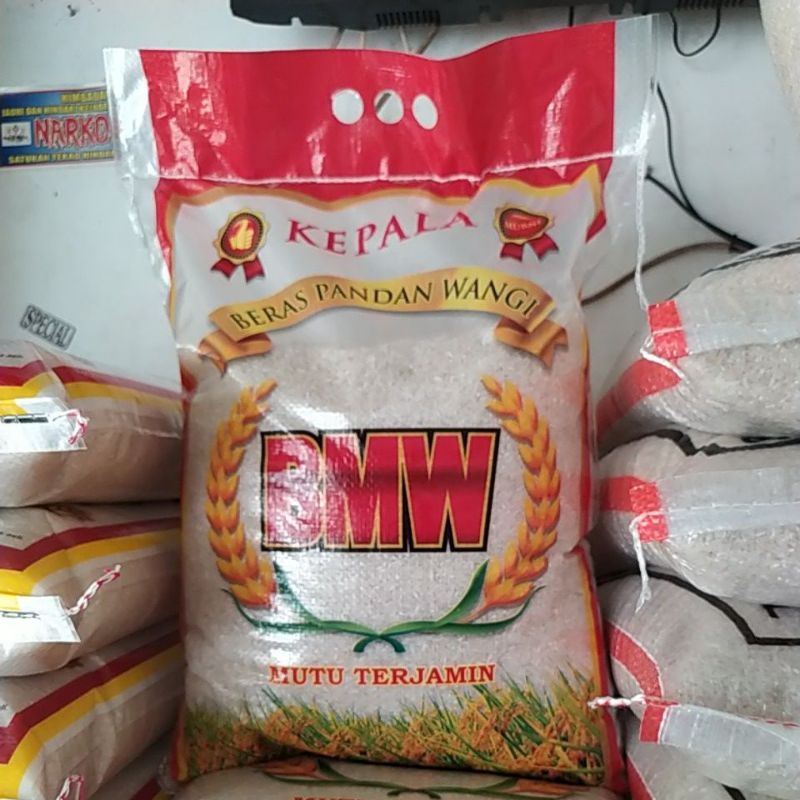 NARKO
SPECIAL
KEPALA
BERAS PANDAN WANGI
BMW
MUTU TERJAMIN